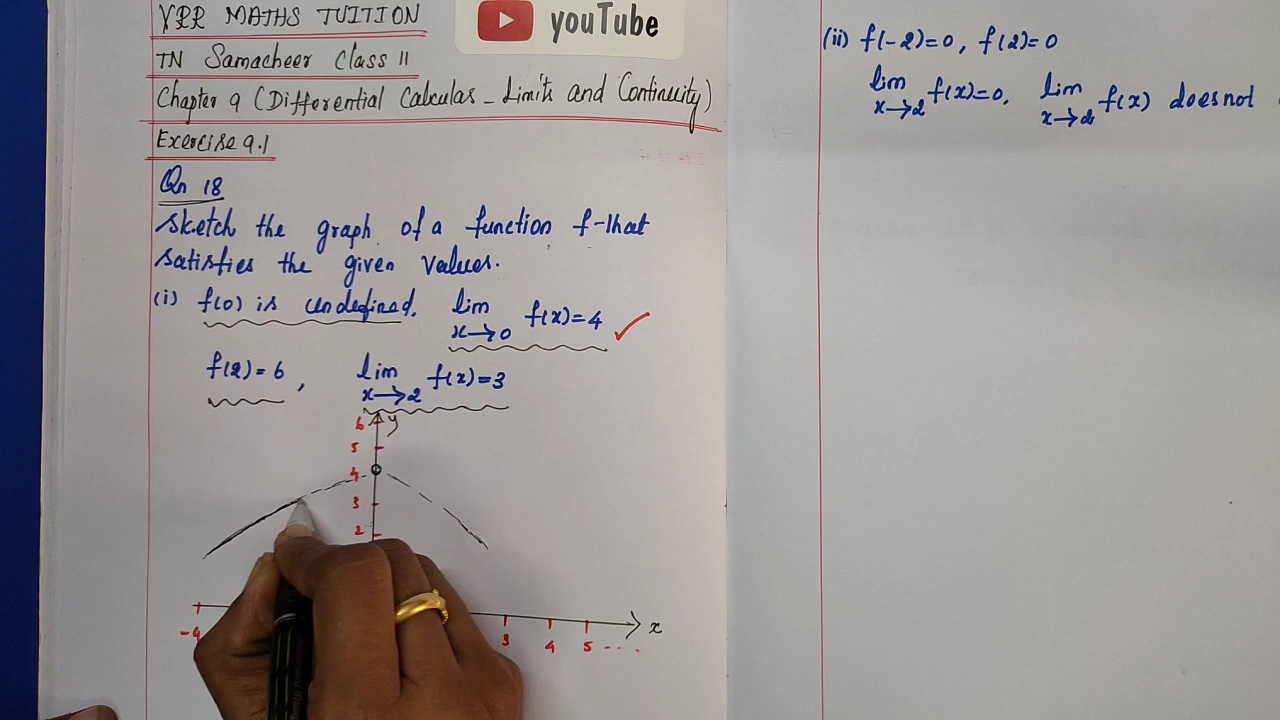 VRR MATHS TUITION
YouTube
TN Samacheer Class 11
Chapter 9 (Differential Calculas - Limits and Continuity)
Exercise 9.1
Qn 18
Sketch the graph of a function f that
satisfies the given values.
(i) f(0) is undefined, lim x→0 f(x)=4 ✓
f(2)=6, lim x→2 f(x)=3
6 y
5
4
3
2
-4 3 4 5 .... x
(ii) f(-2)=0, f(2)=0
lim x→2 f(x)=0, lim x→2 f(x) does not